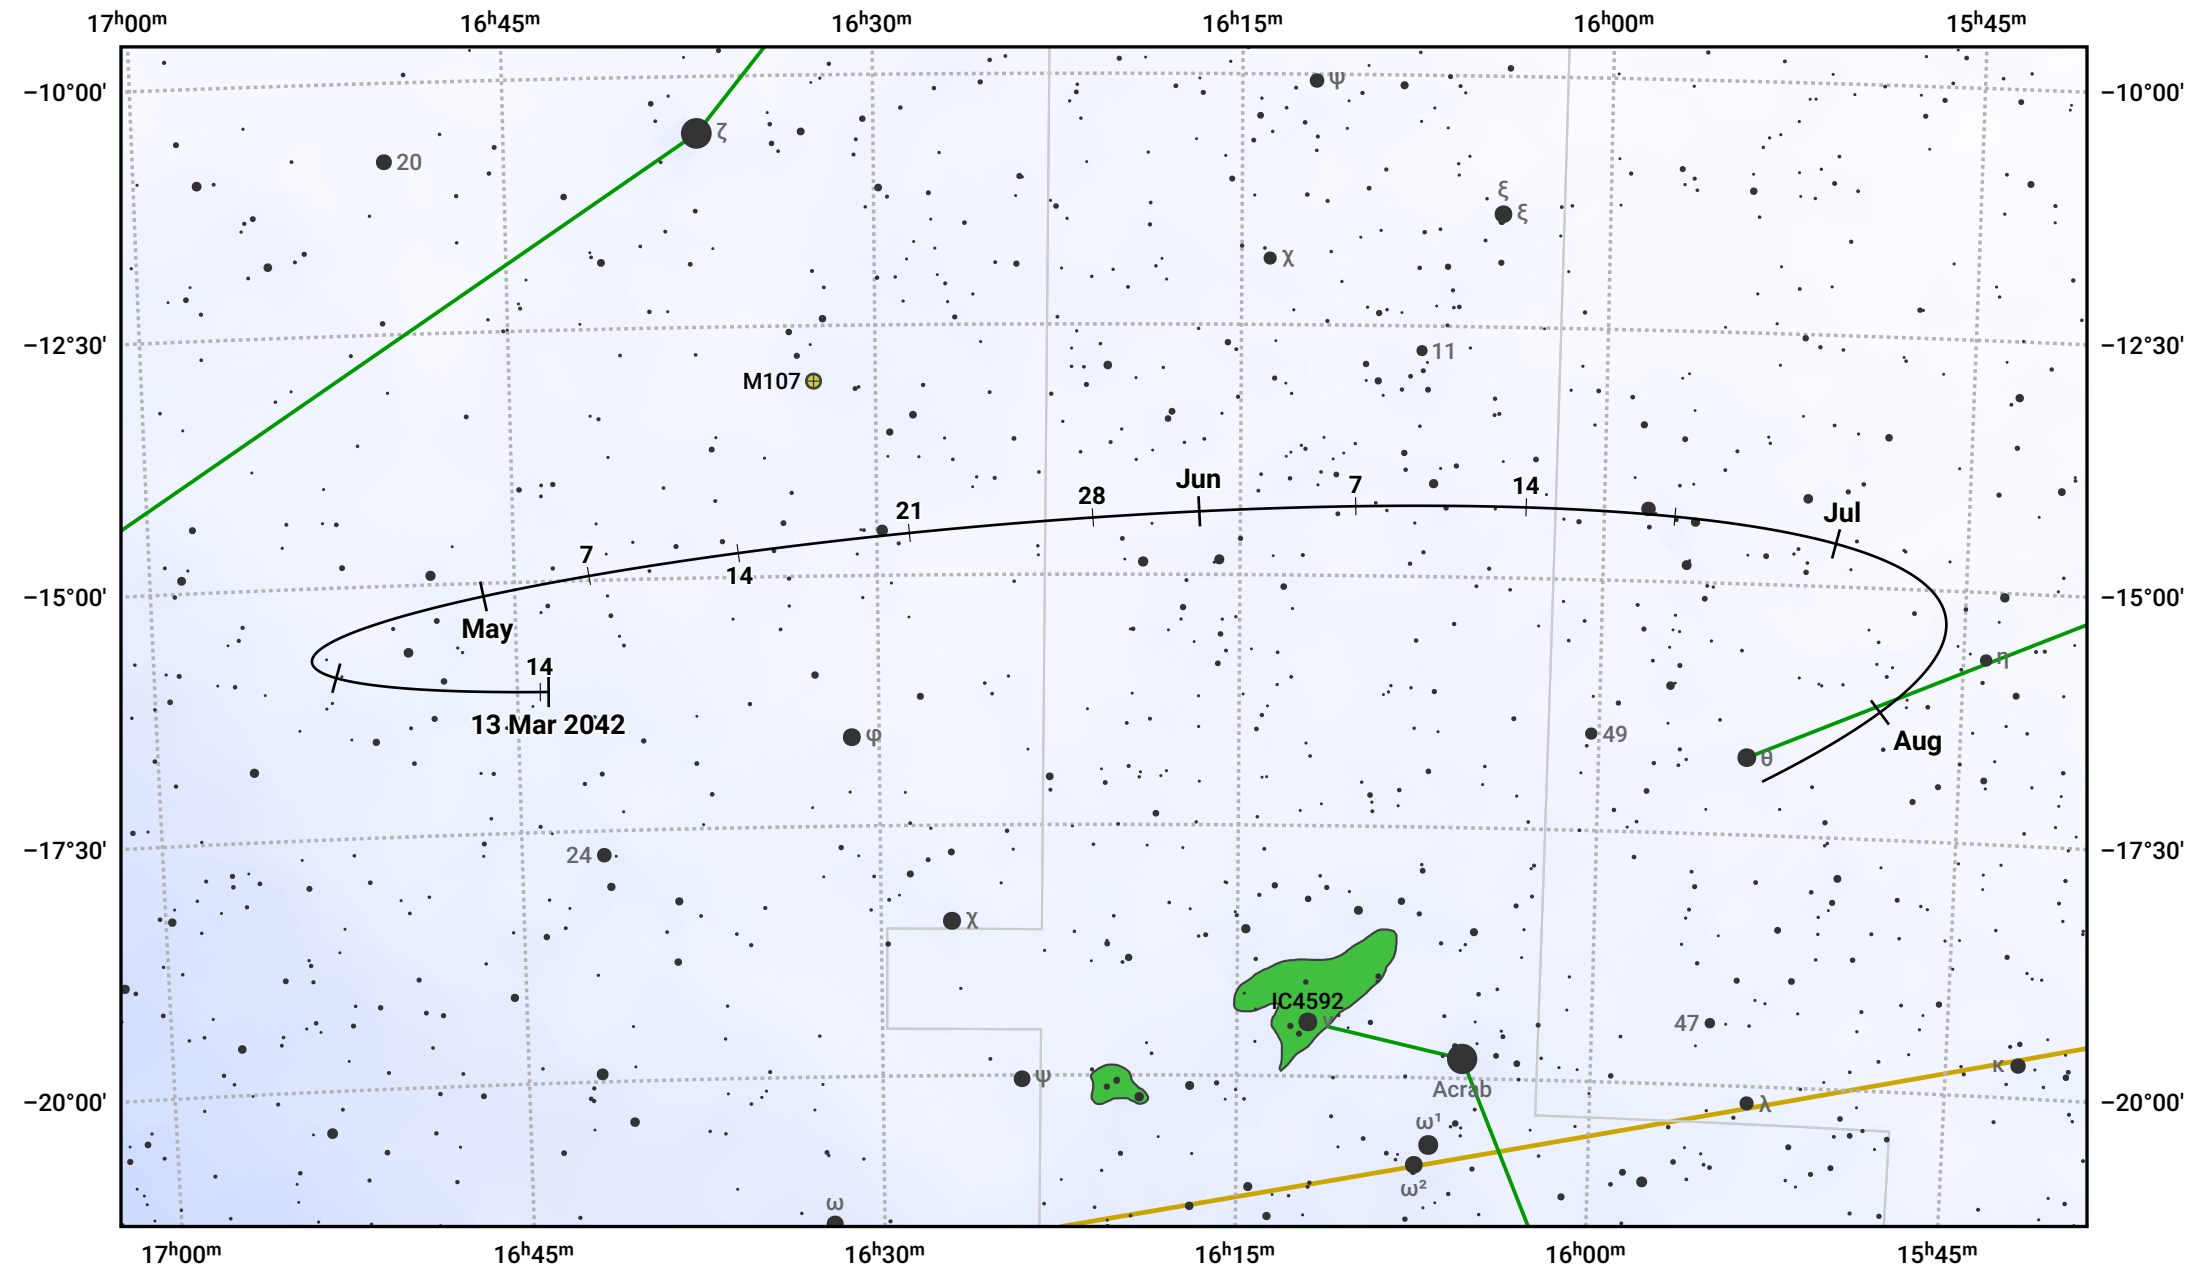 17ʰ00ᵐ 16ʰ45ᵐ 16ʰ30ᵐ 16ʰ15ᵐ 16ʰ00ᵐ 15ʰ45ᵐ
−10°00' ψ −10°00'
ζ
20
ξ
ξ
χ
−12°30' 11 −12°30'
M107
Jun 7 14
28
21 Jul
7
14
−15°00' −15°00'
May
14 η
13 Mar 2042
φ 49 Aug
θ
−17°30' 24 −17°30'
χ
IC4592
γ 47
ψ κ
Acrab
−20°00' λ −20°00'
ω¹
ω²
ω
17ʰ00ᵐ 16ʰ45ᵐ 16ʰ30ᵐ 16ʰ15ᵐ 16ʰ00ᵐ 15ʰ45ᵐ